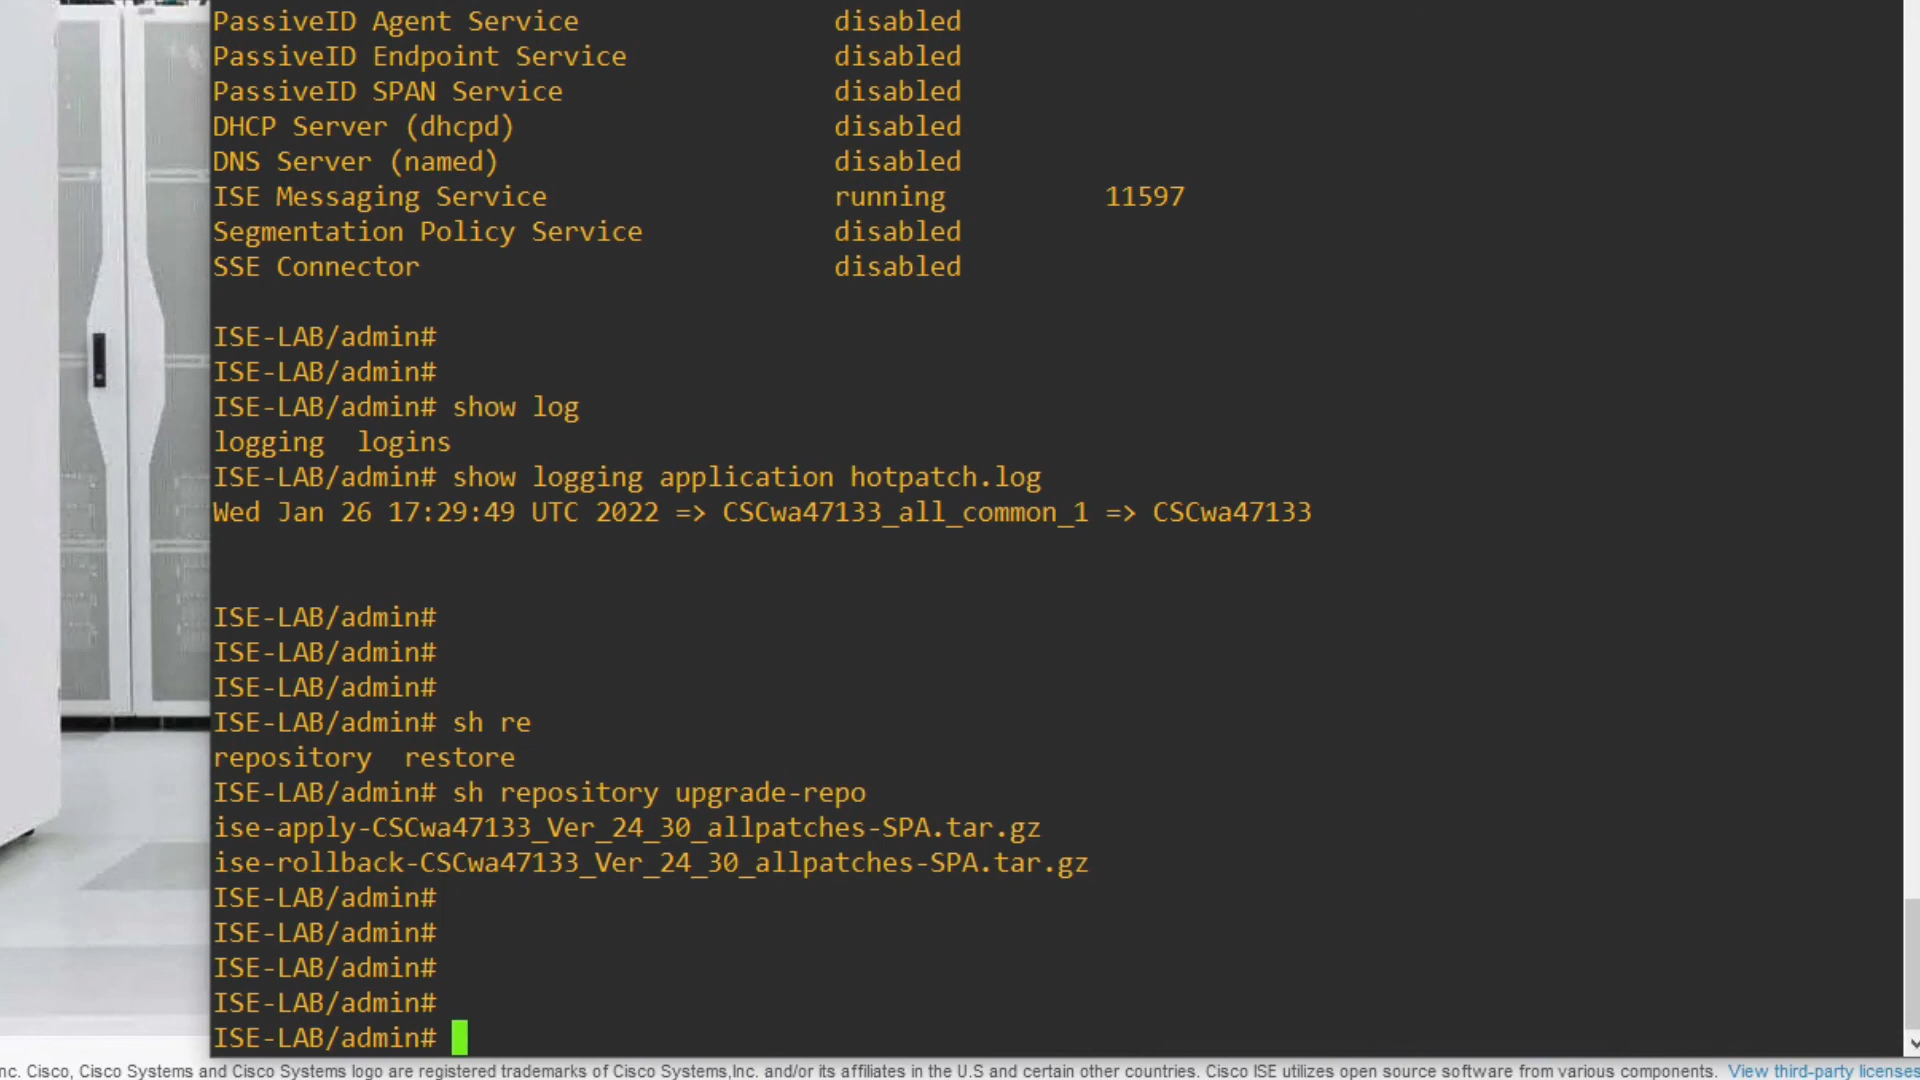 PassiveID Agent Service disabled
PassiveID Endpoint Service disabled
PassiveID SPAN Service disabled
DHCP Server (dhcpd) disabled
DNS Server (named) disabled
ISE Messaging Service running 11597
Segmentation Policy Service disabled
SSE Connector disabled
ISE-LAB/admin#
ISE-LAB/admin#
ISE-LAB/admin# show log
logging logins
ISE-LAB/admin# show logging application hotpatch.log
Wed Jan 26 17:29:49 UTC 2022 => CSCwa47133_all_common_1 => CSCwa47133
ISE-LAB/admin#
ISE-LAB/admin#
ISE-LAB/admin#
ISE-LAB/admin# sh re
repository restore
ISE-LAB/admin# sh repository upgrade-repo
ise-apply-CSCwa47133_Ver_24_30_allpatches-SPA.tar.gz
ise-rollback-CSCwa47133_Ver_24_30_allpatches-SPA.tar.gz
ISE-LAB/admin#
ISE-LAB/admin#
ISE-LAB/admin#
ISE-LAB/admin#
ISE-LAB/admin#
nc. Cisco, Cisco Systems and Cisco Systems logo are registered trademarks of Cisco Systems,Inc. and/or its affiliates in the U.S and certain other countries. Cisco ISE utilizes open source software from various components. View third-party licenses